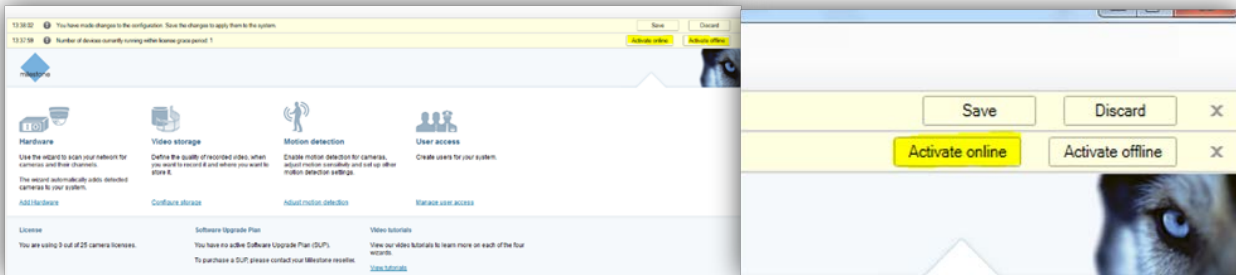 13:38:02 You have made changes to the configuration. Save the changes to apply them to the system. Save Discard
13:37:59 Number of devices currently running within license grace period: 1 Activate online Activate offline
milestone
Hardware
Use the wizard to scan your network for
cameras and their channels.
The wizard automatically adds detected
cameras to your system.
Add Hardware
Video storage
Define the quality of recorded video, when
you want to record it and where you want to
store it.
Configure storage
Motion detection
Enable motion detection for cameras,
adjust motion sensitivity and set up other
motion detection settings.
Adjust motion detection
User access
Create users for your system.
Manage user access
License
You are using 9 out of 25 camera licenses.
Software Upgrade Plan
You have no active Software Upgrade Plan (SUP).
To purchase a SUP, please contact your Milestone reseller.
Video tutorials
View our video tutorials to learn more on each of the four
wizards.
View tutorials
Save Discard X
Activate online Activate offline X